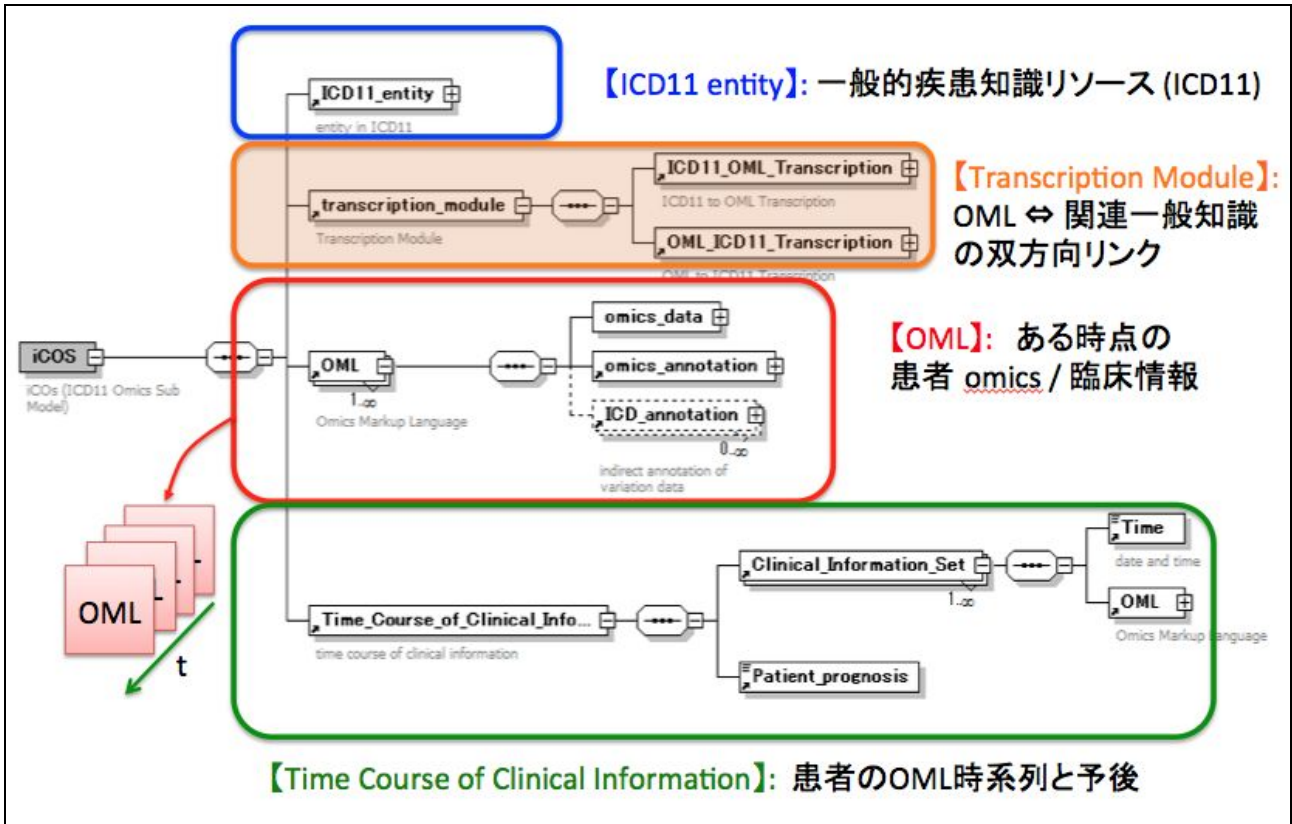 ICD11_entity
entity in ICD11
【ICD11 entity】: 一般的疾患知識リソース (ICD11)
transcription_module
Transcription Module
ICD11_OML_Transcription
ICD11 to OML Transcription
OML_ICD11_Transcription
OML to ICD11 Transcription
【Transcription Module】:
OML ⇔ 関連一般知識
の双方向リンク
iCOS
iCOs (ICD11 Omics Sub
Model)
OML
1..∞
Omics Markup Language
omics_data
omics_annotation
ICD_annotation
0..∞
indirect annotation of
variation data
【OML】: ある時点の
患者 omics / 臨床情報
OML
t
Time_Course_of_Clinical_Info...
time course of clinical information
Clinical_Information_Set
1..∞
Time
date and time
OML
Omics Markup Language
Patient_prognosis
【Time Course of Clinical Information】: 患者のOML時系列と予後